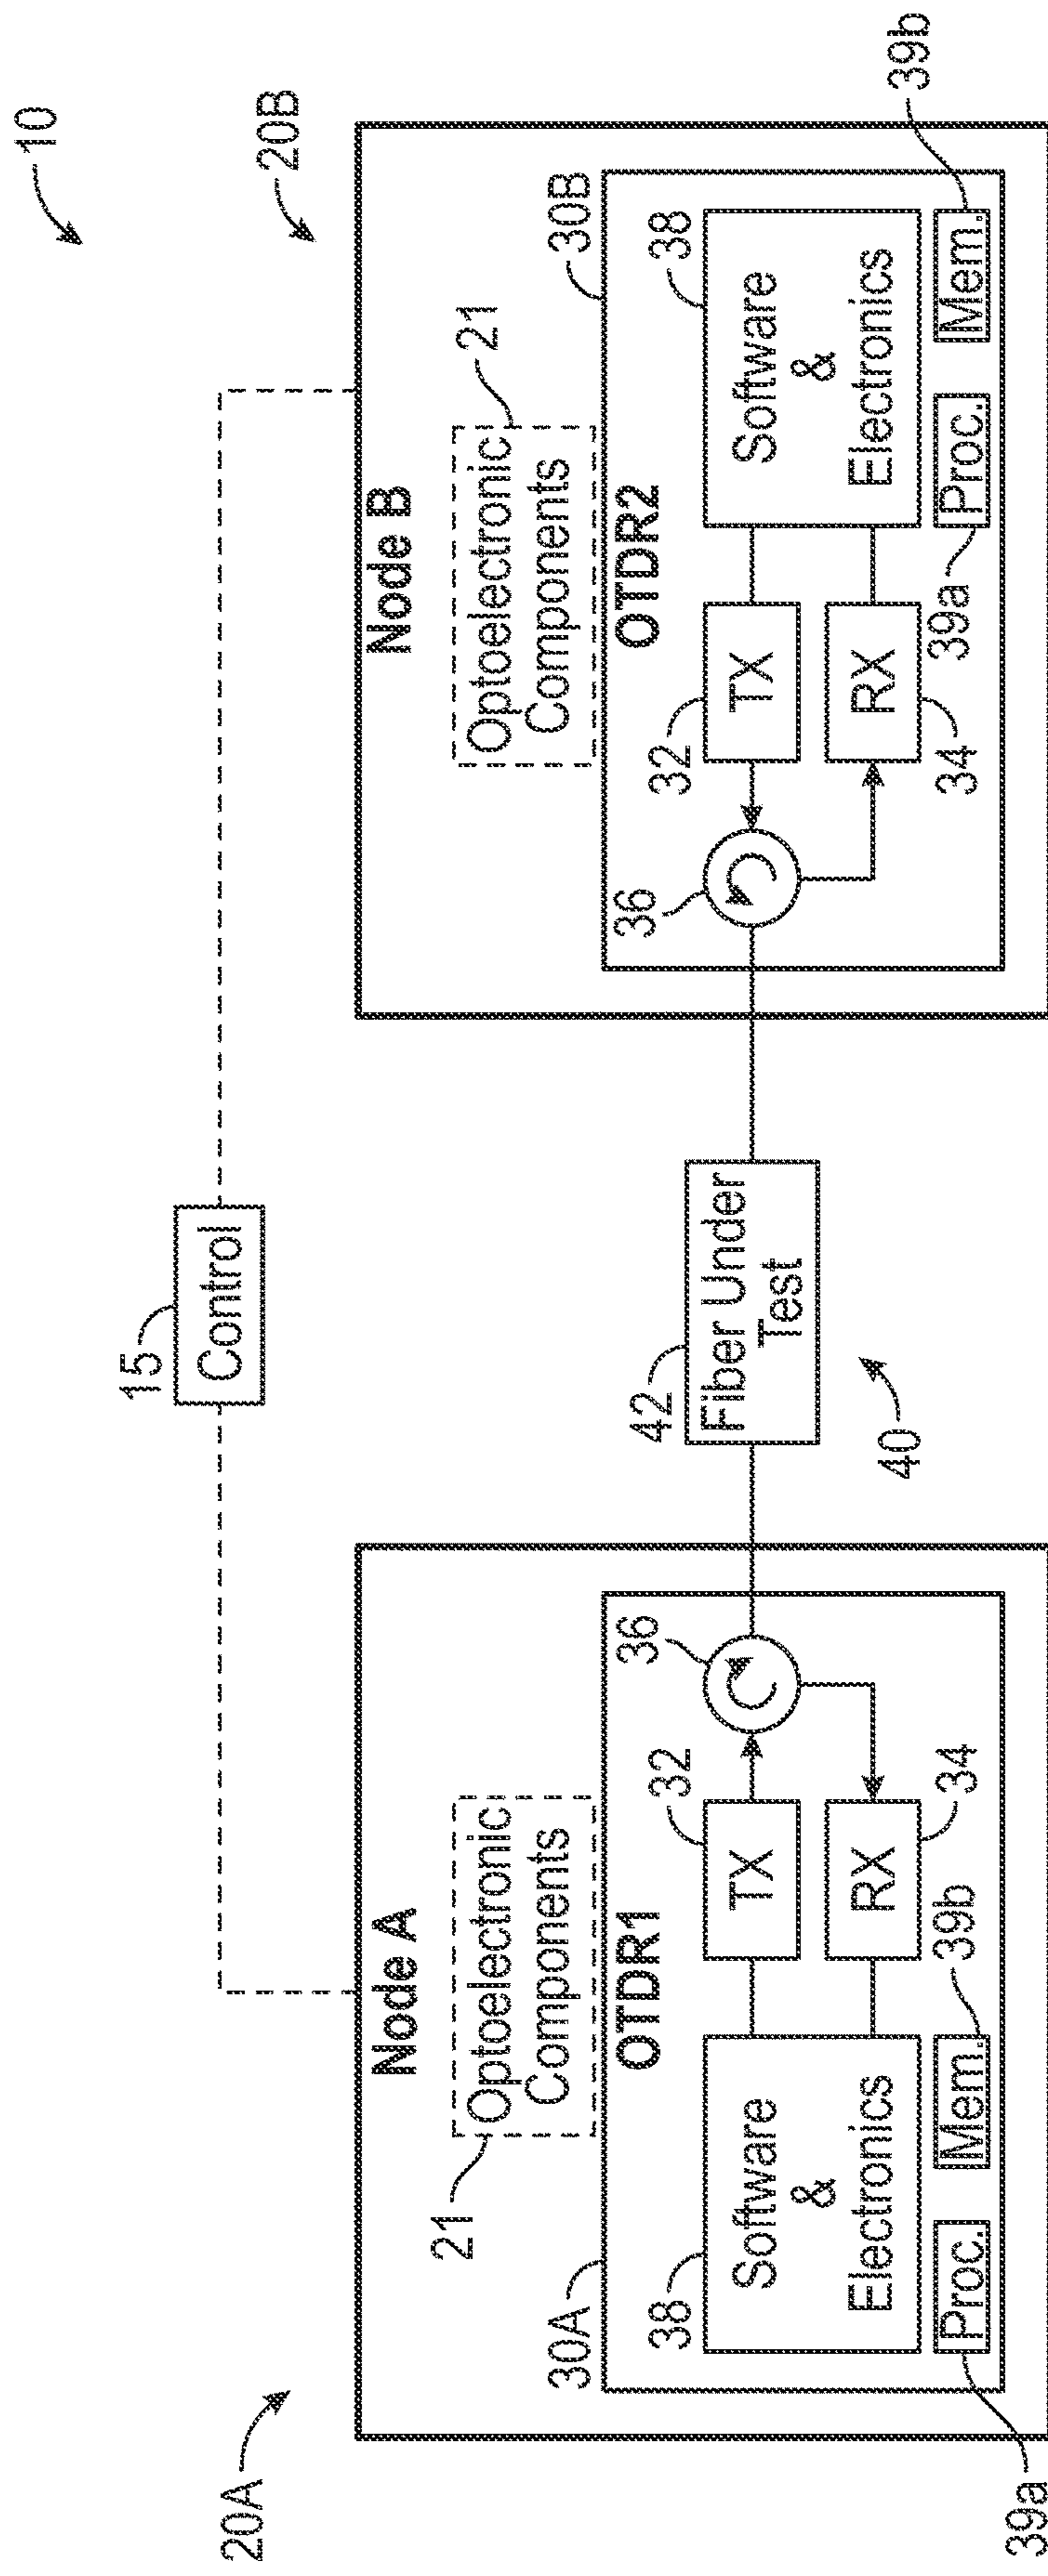 10
20A
20B
15
Control
Node A
21
Optoelectronic
Components
30A
OTDR1
38
Software
&
Electronics
32
TX
RX
34
36
Proc.
39a
Mem.
39b
42
Fiber Under
Test
40
Node B
21
Optoelectronic
Components
30B
OTDR2
36
32
TX
RX
34
38
Software
&
Electronics
Proc.
39a
Mem.
39b